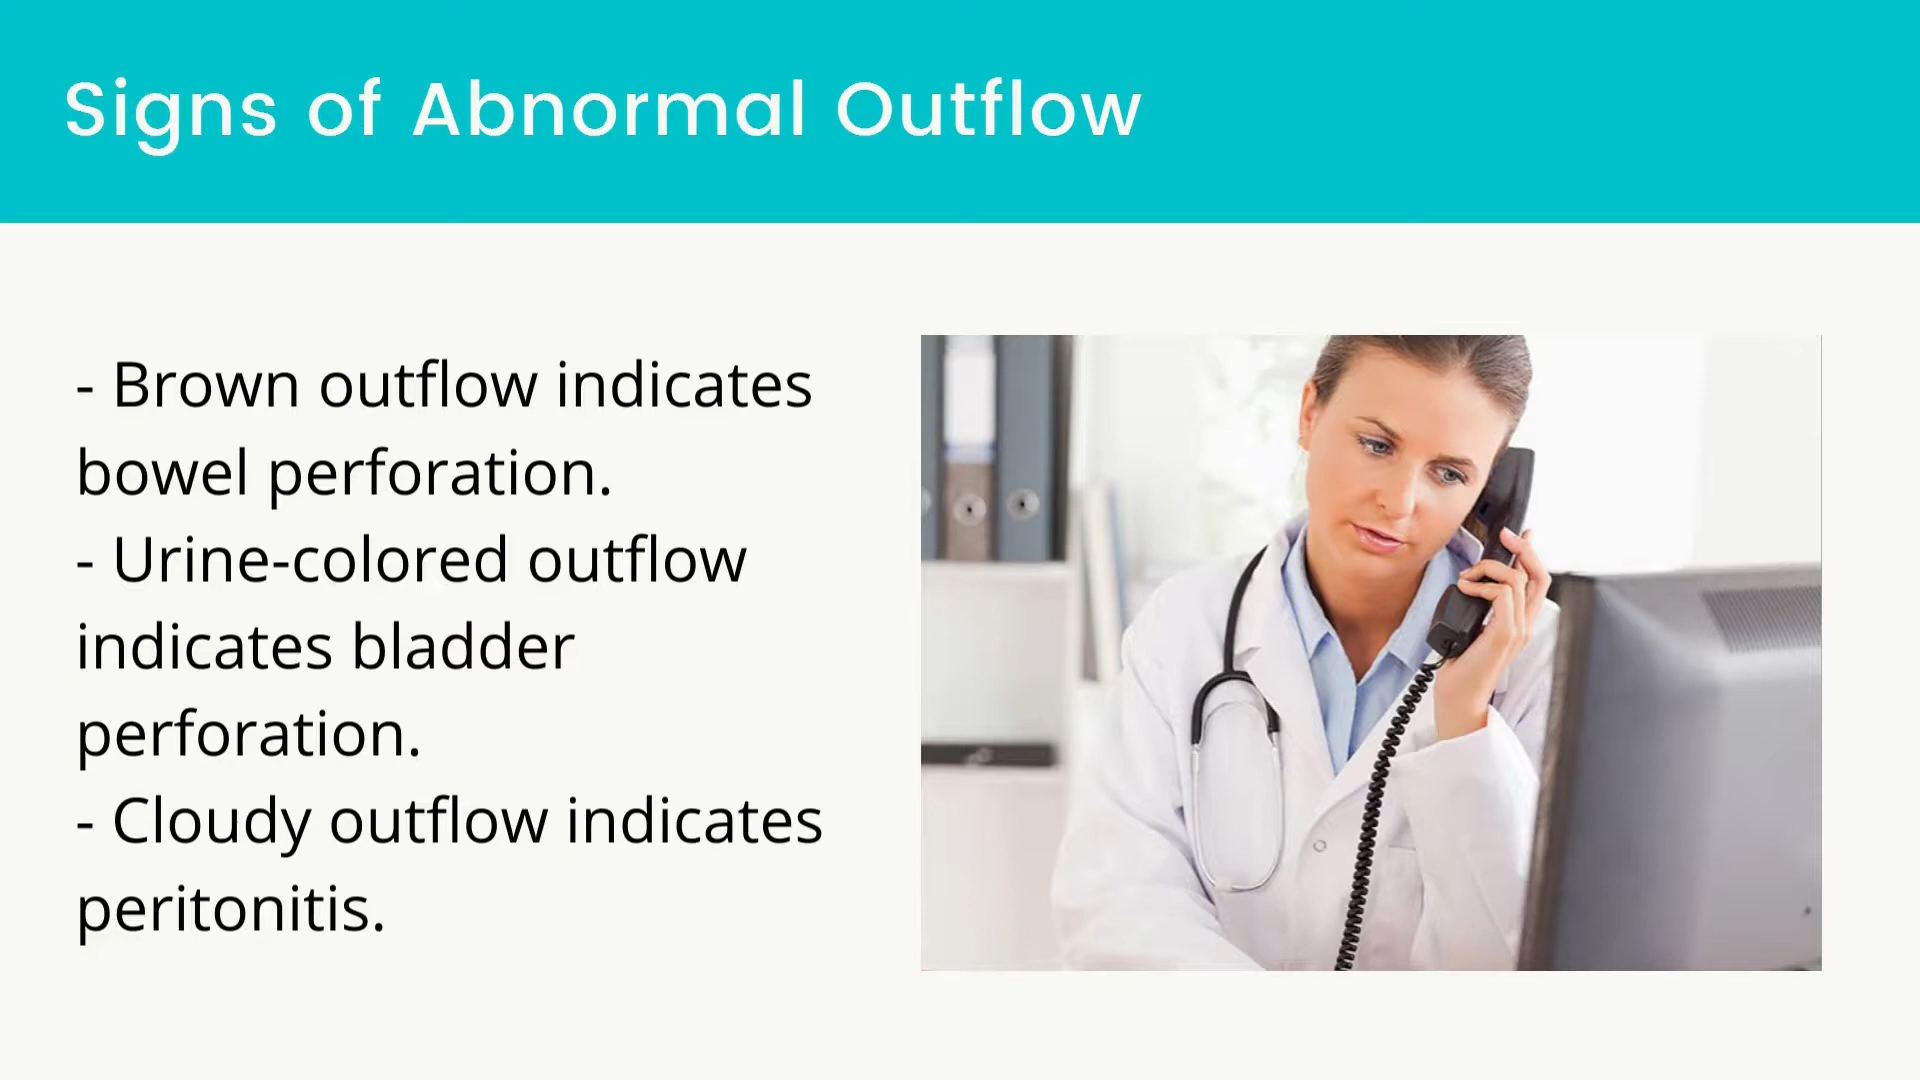 Signs of Abnormal Outflow
- Brown outflow indicates
bowel perforation.
- Urine-colored outflow
indicates bladder
perforation.
- Cloudy outflow indicates
peritonitis.